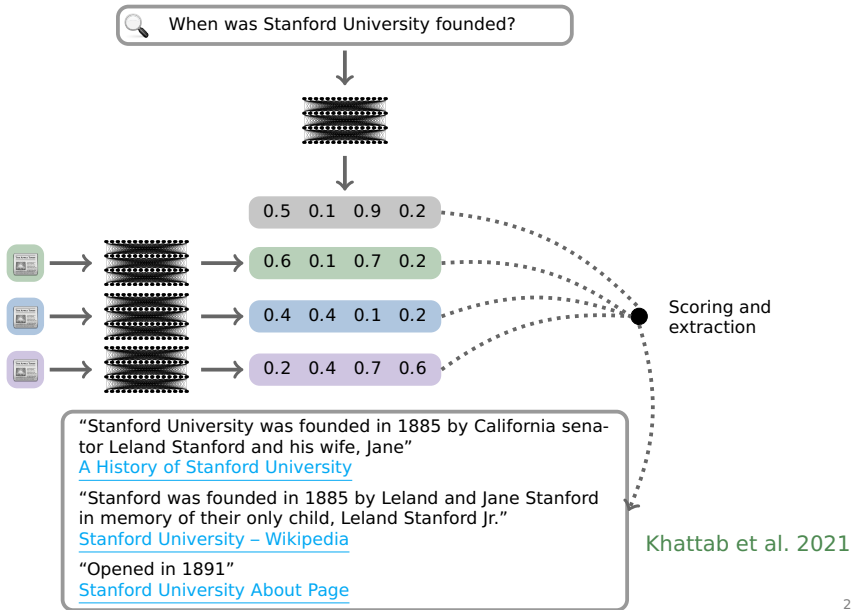 When was Stanford University founded?
0.5 0.1 0.9 0.2
0.6 0.1 0.7 0.2
0.4 0.4 0.1 0.2
0.2 0.4 0.7 0.6
Scoring and
extraction
“Stanford University was founded in 1885 by California sena-
tor Leland Stanford and his wife, Jane”
A History of Stanford University
“Stanford was founded in 1885 by Leland and Jane Stanford
in memory of their only child, Leland Stanford Jr.”
Stanford University – Wikipedia
“Opened in 1891”
Stanford University About Page
Khattab et al. 2021
2